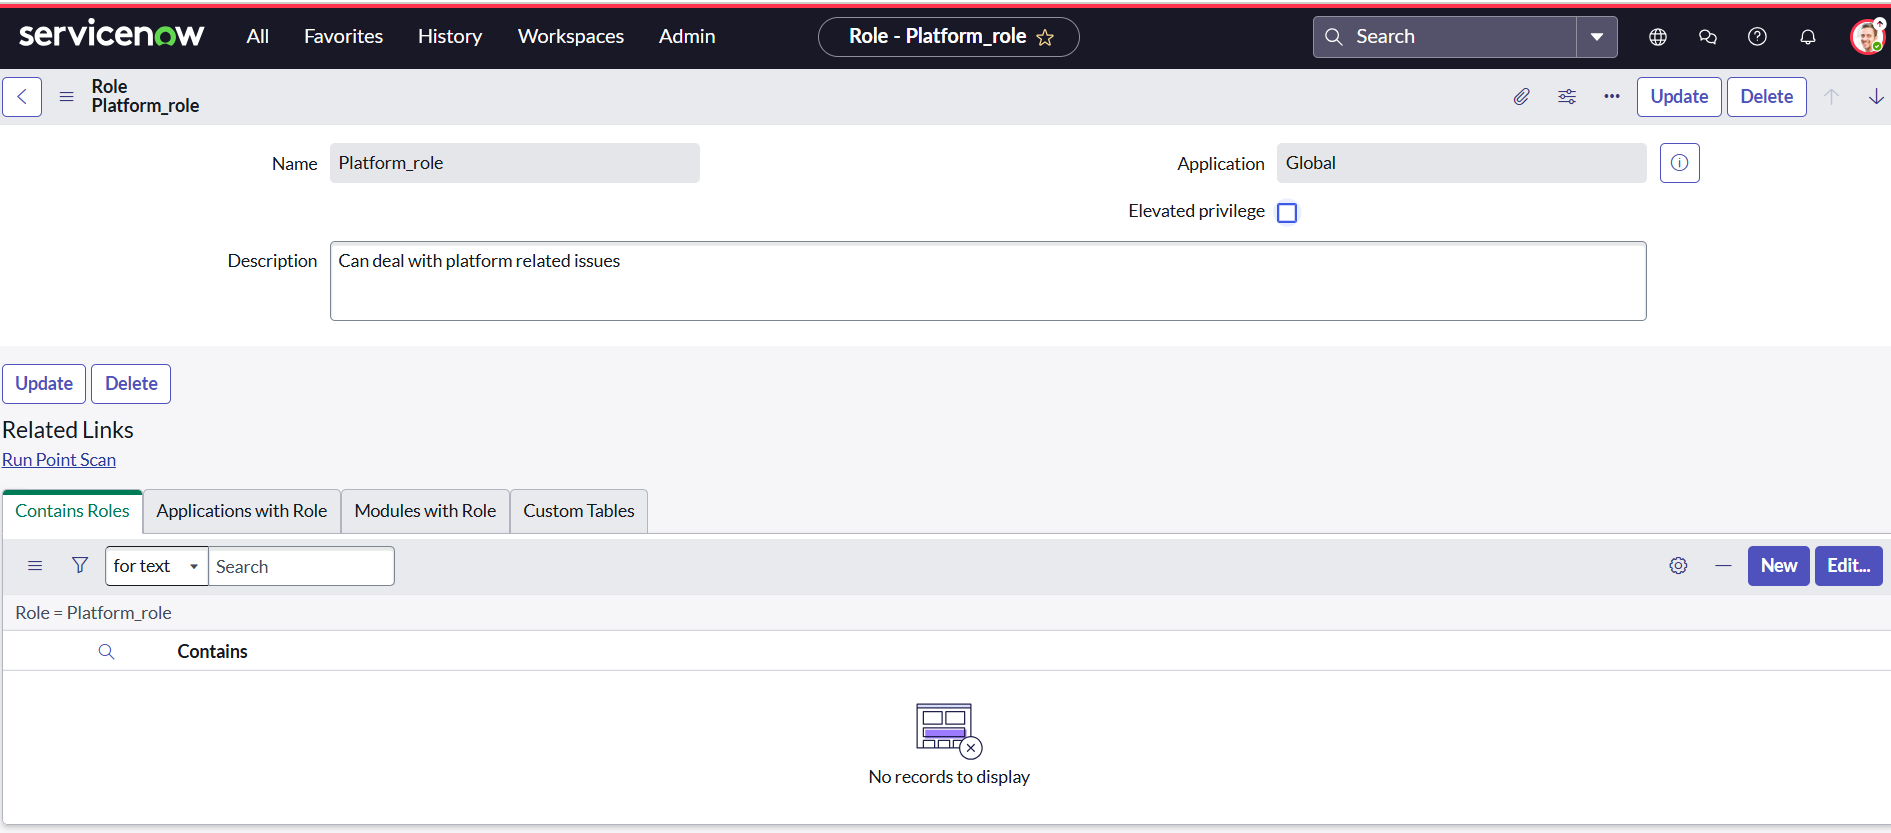 servicenow All Favorites History Workspaces Admin Role - Platform_role Search
Role
Platform_role
Update Delete
Name Platform_role Application Global
Elevated privilege
Description Can deal with platform related issues
Update Delete
Related Links
Run Point Scan
Contains Roles Applications with Role Modules with Role Custom Tables
for text Search New Edit...
Role = Platform_role
Contains
No records to display